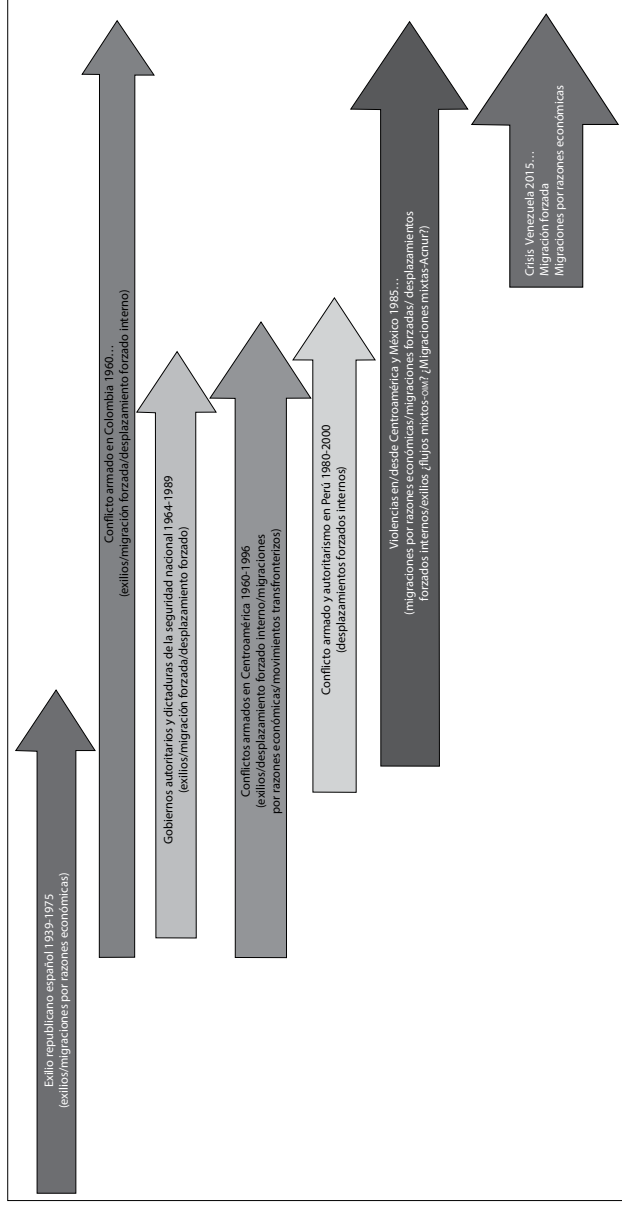 Exilio republicano español 1939-1975
(exilios/migraciones por razones económicas)
Conflicto armado en Colombia 1960...
(exilios/migración forzada/desplazamiento forzado interno)
Gobiernos autoritarios y dictaduras de la seguridad nacional 1964-1989
(exilios/migración forzada/desplazamiento forzado)
Conflictos armados en Centroamérica 1960-1996
(exilios/desplazamiento forzado interno/migraciones
por razones económicas/movimientos transfronterizos)
Conflicto armado y autoritarismo en Perú 1980-2000
(desplazamientos forzados internos)
Violencias en/desde Centroamérica y México 1985...
(migraciones por razones económicas/migraciones forzadas/ desplazamientos
forzados internos/exilios ¿flujos mixtos-OIM? ¿Migraciones mixtas-Acnur?)
Crisis Venezuela 2015...
Migración forzada
Migraciones por razones económicas